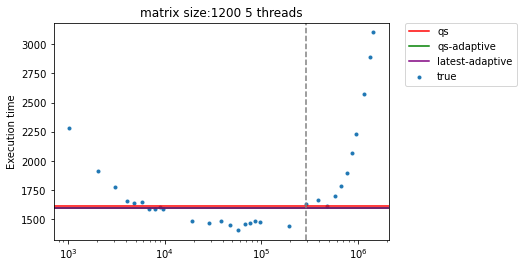 matrix size:1200 5 threads
Execution time
3000
2750
2500
2250
2000
1750
1500
10³
10⁴
10⁵
10⁶
qs
qs-adaptive
latest-adaptive
true